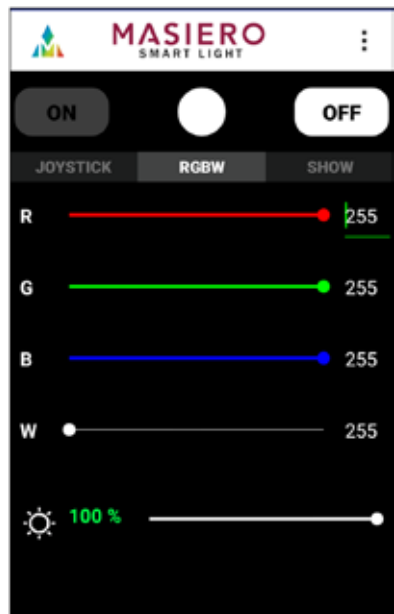 MASIERO
SMART LIGHT
ON
OFF
JOYSTICK RGBW SHOW
R 255
G 255
B 255
W 255
100 %